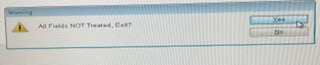 Warning
All Fields NOT Treated, Exit?
Yes
No